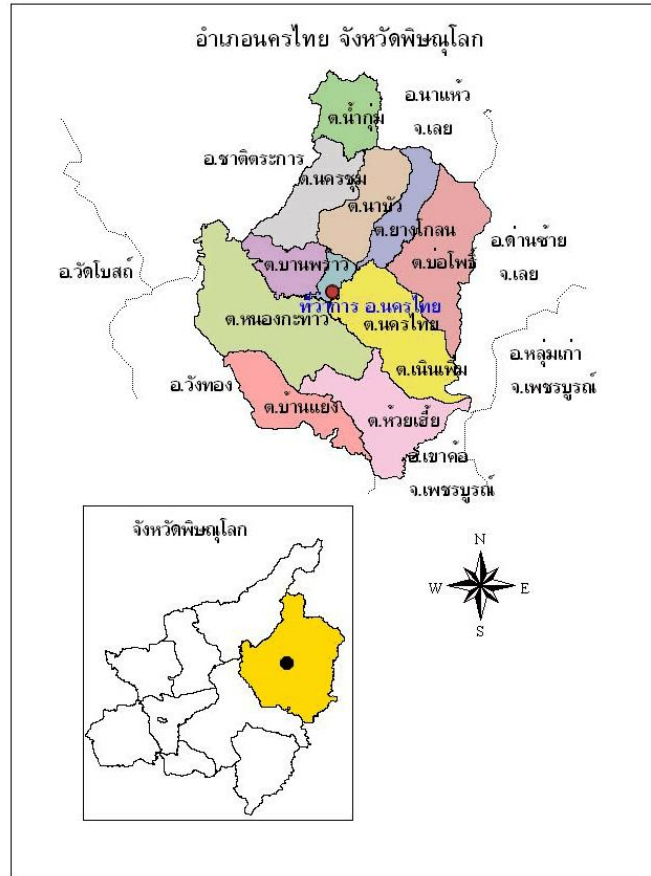 อำเภอนครไทย จังหวัดพิษณุโลก
อ.นาแห้ว
จ.เลย
ต.น้ำกุ่ม
อ.ชาติตระการ
ต.นครชุม
ต.นาบัว
ต.ยางโกลน
อ.ด่านซ้าย
จ.เลย
ต.บ่อโพธิ์
ต.บ้านพร้าว
อ.วัดโบสถ์
ที่ว่าการ อ.นครไทย
ต.หนองกะท้าว
ต.นครไทย
อ.หล่มเก่า
จ.เพชรบูรณ์
ต.เนินเพิ่ม
อ.วังทอง
ต.บ้านแยง
ต.ห้วยเฮี้ย
อ.เขาค้อ
จ.เพชรบูรณ์
จังหวัดพิษณุโลก
N
W E
S